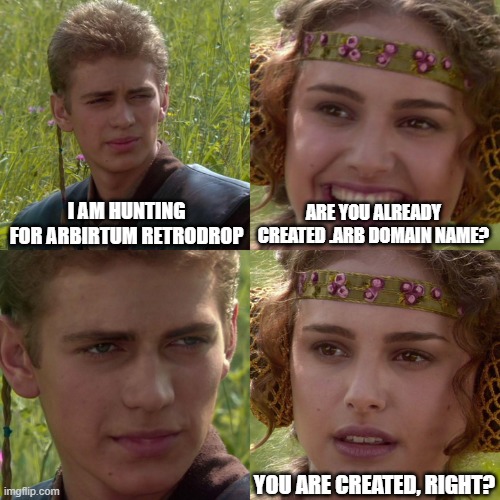 I AM HUNTING
FOR ARBIRTUM RETRODROP
ARE YOU ALREADY
CREATED .ARB DOMAIN NAME?
YOU ARE CREATED, RIGHT?
imgflip.com